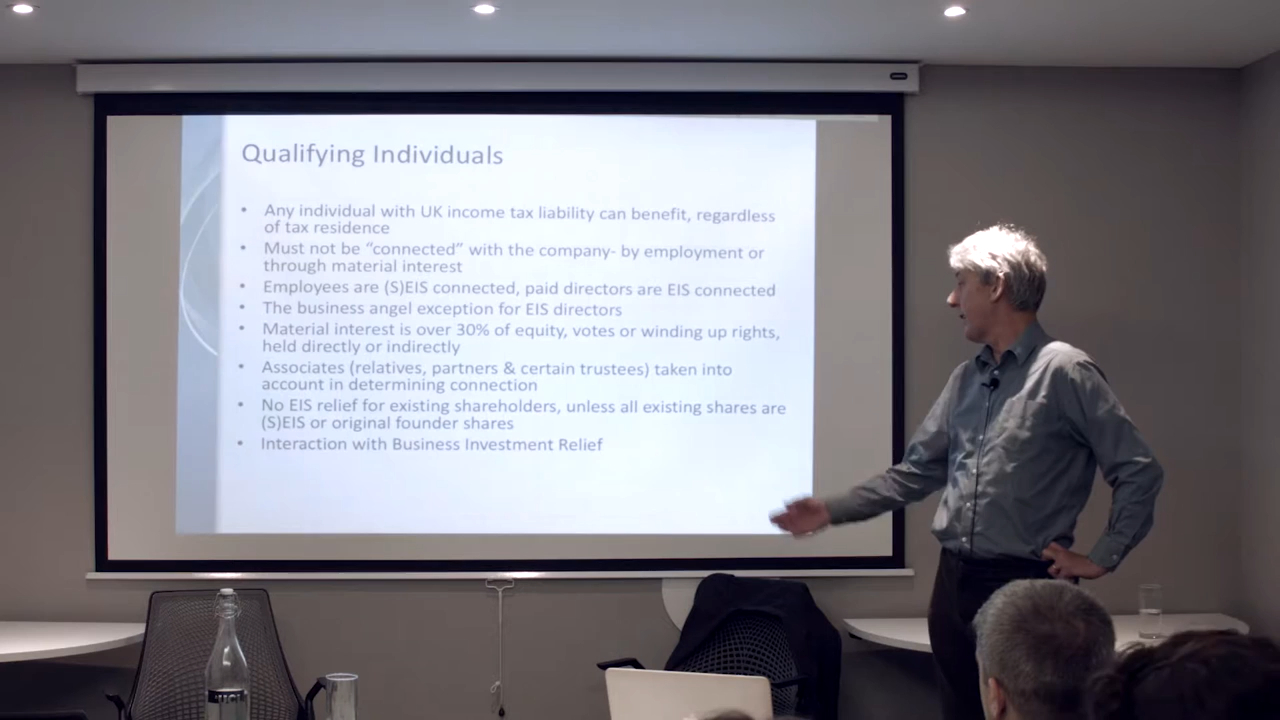 Qualifying Individuals
• Any individual with UK income tax liability can benefit, regardless
of tax residence
• Must not be “connected” with the company- by employment or
through material interest
• Employees are (S)EIS connected, paid directors are EIS connected
• The business angel exception for EIS directors
• Material interest is over 30% of equity, votes or winding up rights,
held directly or indirectly
• Associates (relatives, partners & certain trustees) taken into
account in determining connection
• No EIS relief for existing shareholders, unless all existing shares are
(S)EIS or original founder shares
• Interaction with Business Investment Relief